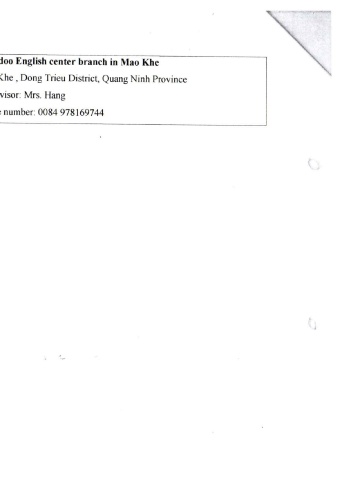 doo English center branch in Mao Khe
Khe , Dong Trieu District, Quang Ninh Province
visor: Mrs. Hang
e number: 0084 978169744